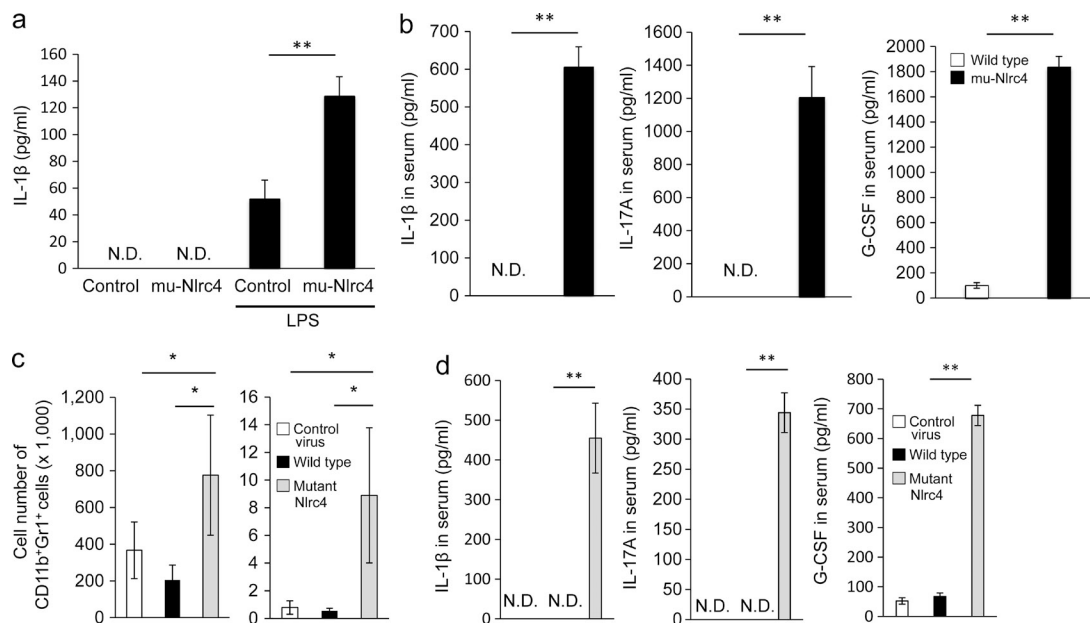 a
IL-1β (pg/ml)
160
140
120
100
80
60
40
20
0
N.D.
N.D.
**
Control
mu-Nlrc4
Control
mu-Nlrc4
LPS
b
IL-1β in serum (pg/ml)
700
600
500
400
300
200
100
0
N.D.
**
IL-17A in serum (pg/ml)
1600
1400
1200
1000
800
600
400
200
0
N.D.
**
G-CSF in serum (pg/ml)
2000
1800
1600
1400
1200
1000
800
600
400
200
0
**
Wild type
mu-Nlrc4
c
Cell number of
CD11b+Gr1+ cells (x 1,000)
1,200
1,000
800
600
400
200
0
*
*
16
14
12
10
8
6
4
2
0
*
*
Control
virus
Wild type
Mutant
Nlrc4
d
IL-1β in serum (pg/ml)
600
500
400
300
200
100
0
N.D.
N.D.
**
IL-17A in serum (pg/ml)
400
350
300
250
200
150
100
50
0
N.D.
N.D.
**
G-CSF in serum (pg/ml)
800
700
600
500
400
300
200
100
0
**
Control
virus
Wild type
Mutant
Nlrc4